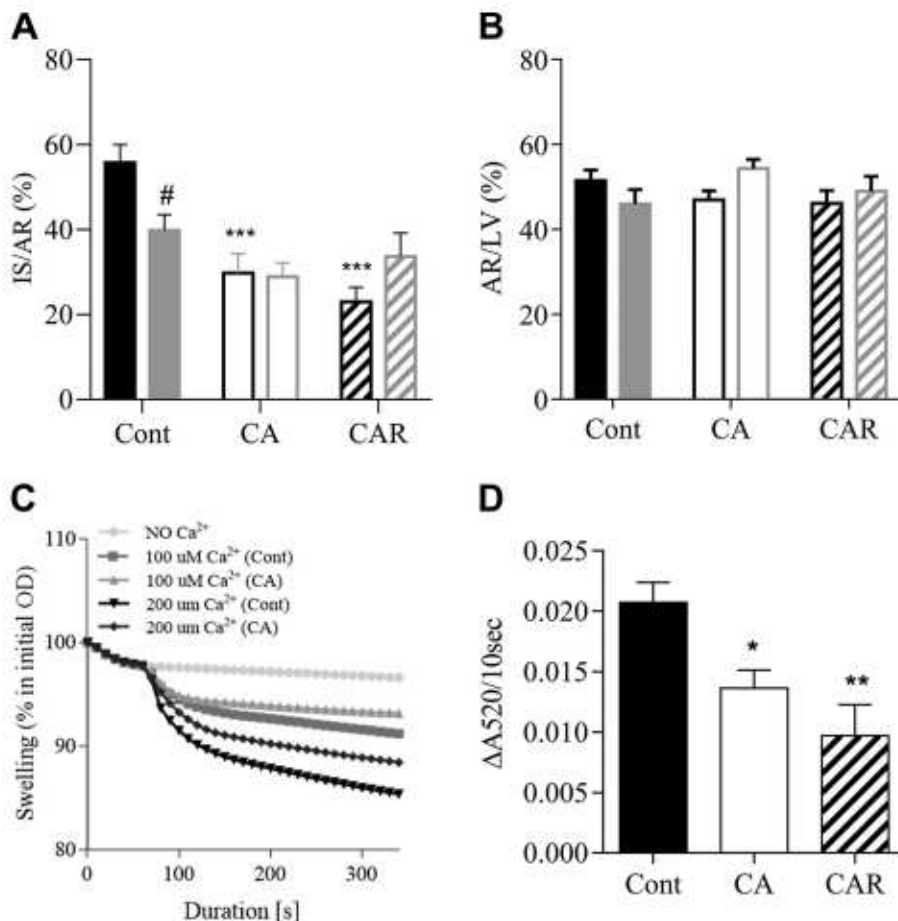 A
IS/AR (%)
80
60
40
20
0
#
***
***
Cont CA CAR
B
AR/LV (%)
80
60
40
20
0
Cont CA CAR
C
Swelling (% in initial OD)
110
100
90
80
NO Ca²⁺
100 uM Ca²⁺ (Cont)
100 uM Ca²⁺ (CA)
200 um Ca²⁺ (Cont)
200 um Ca²⁺ (CA)
0 100 200 300
Duration [s]
D
ΔA520/10sec
0.025
0.020
0.015
0.010
0.005
0.000
*
**
Cont CA CAR